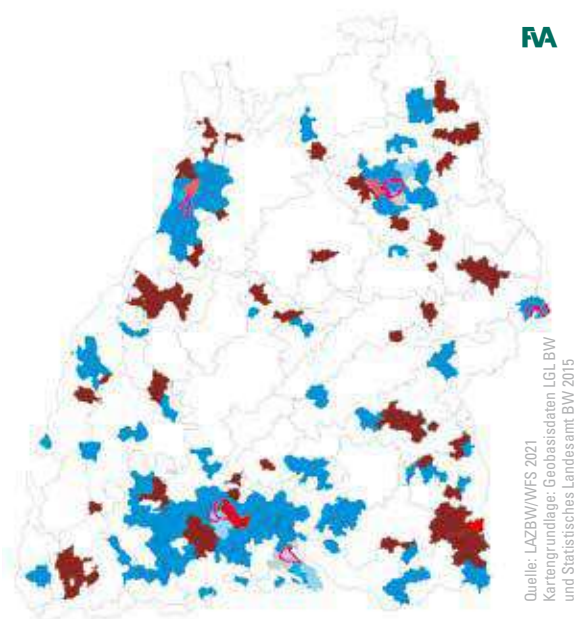 FVA
Quelle: LAZBW/WFS 2021
Kartengrundlage: Geobasisdaten LGL BW
und Statistisches Landesamt BW 2015